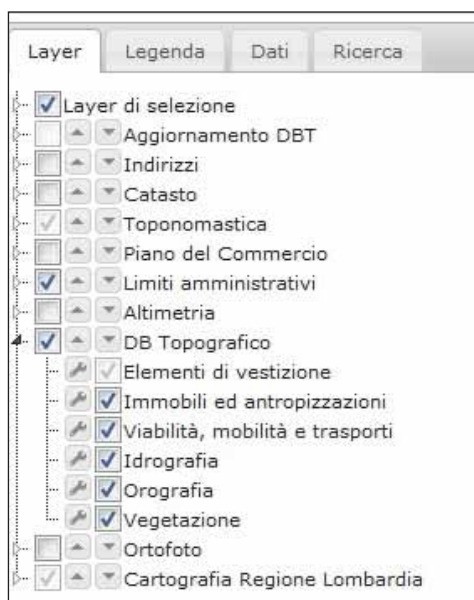 Layer Legenda Dati Ricerca
Layer di selezione
Aggiornamento DBT
Indirizzi
Catasto
Toponomastica
Piano del Commercio
Limiti amministrativi
Altimetria
DB Topografico
Elementi di vestizione
Immobili ed antropizzazioni
Viabilità, mobilità e trasporti
Idrografia
Orografia
Vegetazione
Ortofoto
Cartografia Regione Lombardia